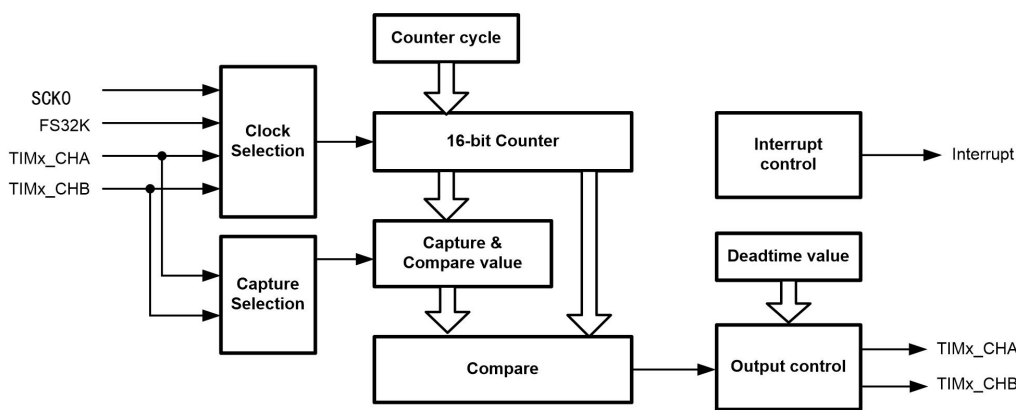 Counter cycle
SCK0
FS32K
TIMx_CHA
TIMx_CHB
Clock
Selection
16-bit Counter
Interrupt
control
Interrupt
Capture
Selection
Capture &
Compare value
Deadtime value
Compare
Output control
TIMx_CHA
TIMx_CHB